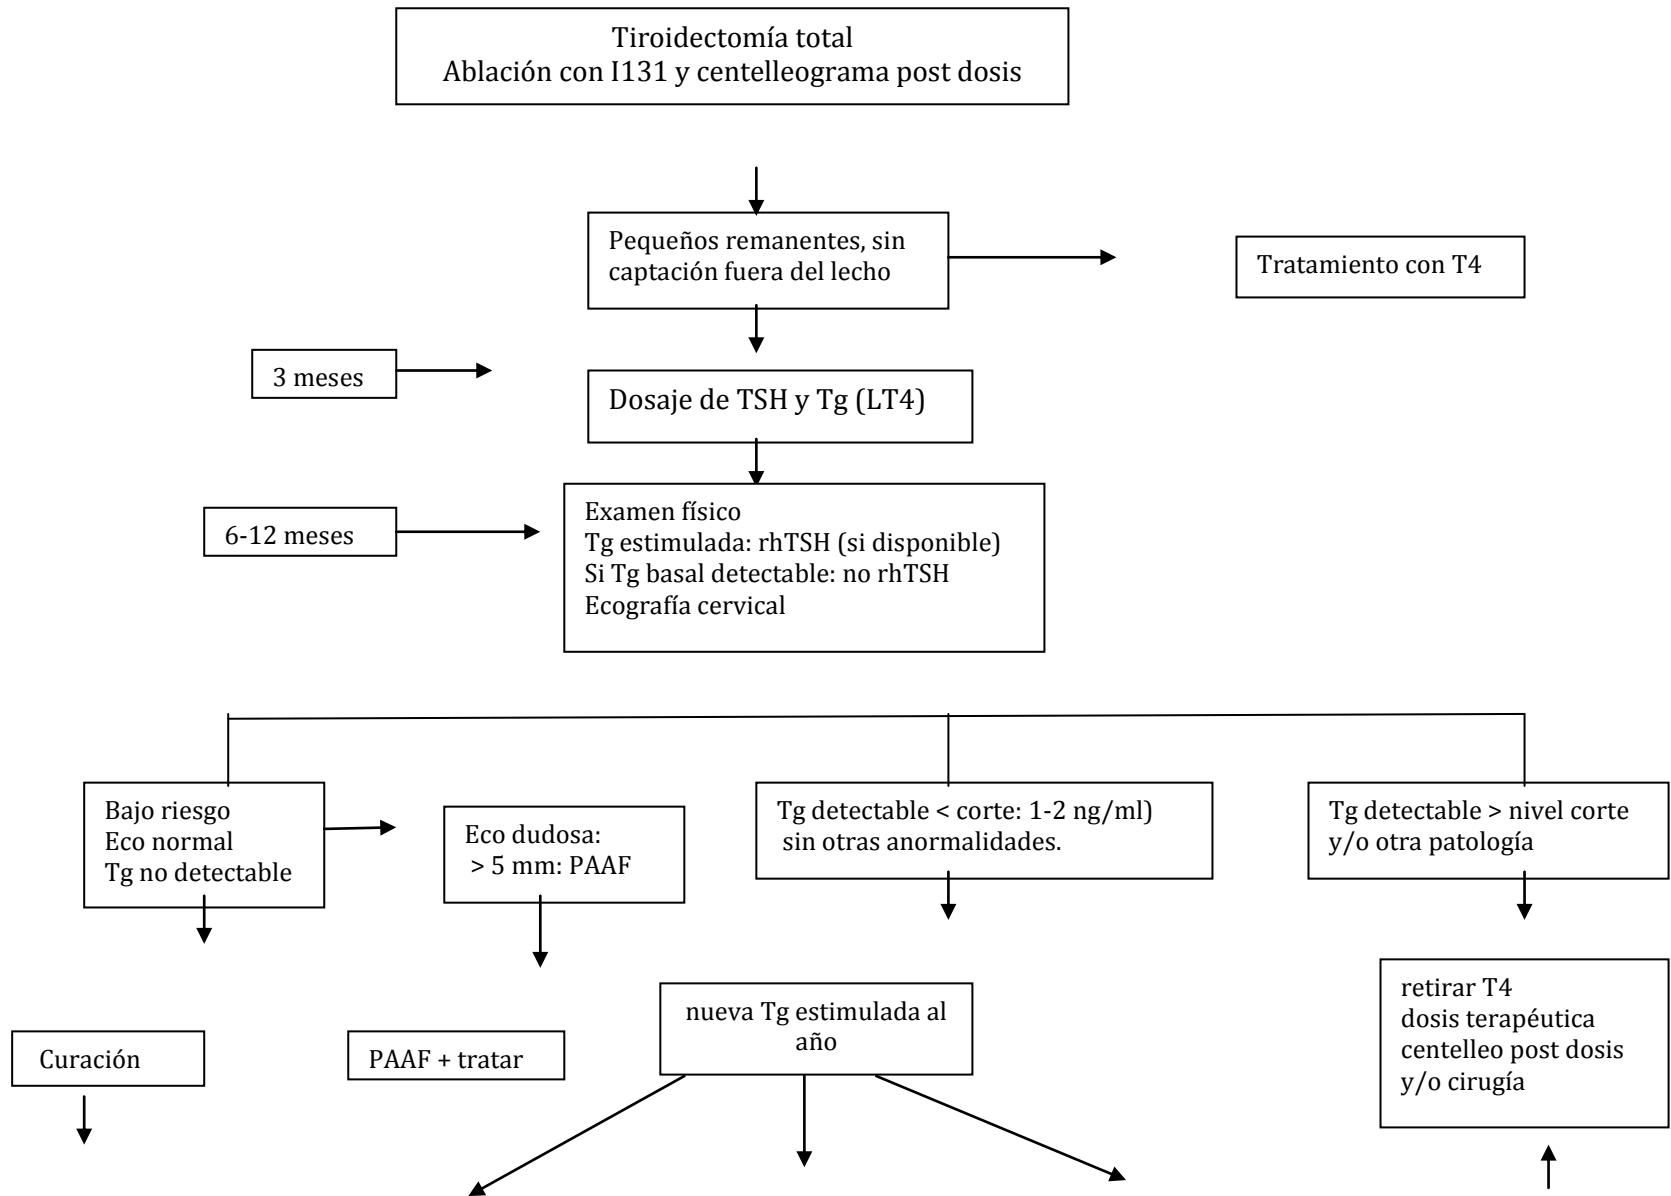 Tiroidectomía total
Ablación con I131 y centelleograma post dosis
Pequeños remanentes, sin
captación fuera del lecho
Tratamiento con T4
3 meses
Dosaje de TSH y Tg (LT4)
6-12 meses
Examen físico
Tg estimulada: rhTSH (si disponible)
Si Tg basal detectable: no rhTSH
Ecografía cervical
Bajo riesgo
Eco normal
Tg no detectable
Eco dudosa:
> 5 mm: PAAF
Tg detectable < corte: 1-2 ng/ml)
sin otras anormalidades.
Tg detectable > nivel corte
y/o otra patología
Curación
PAAF + tratar
nueva Tg estimulada al
año
retirar T4
dosis terapéutica
centelleo post dosis
y/o cirugía